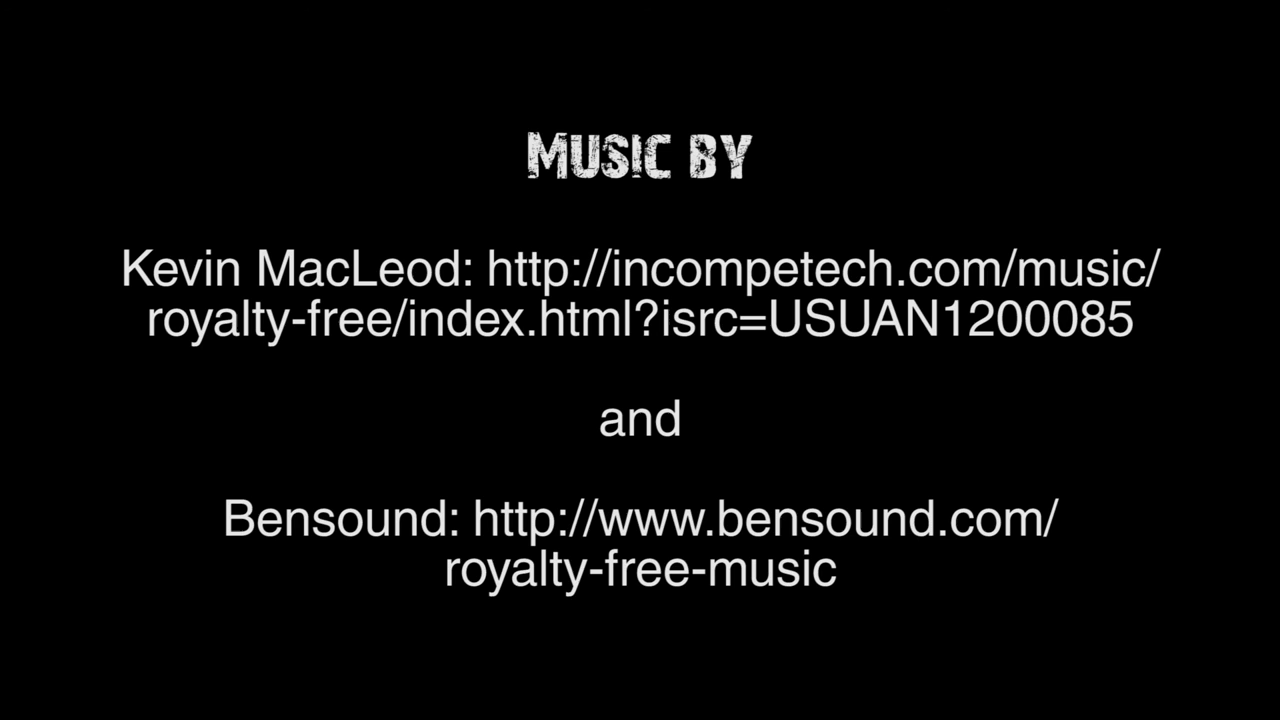 MUSIC BY
Kevin MacLeod: http://incompetech.com/music/
royalty-free/index.html?isrc=USUAN1200085
and
Bensound: http://www.bensound.com/
royalty-free-music